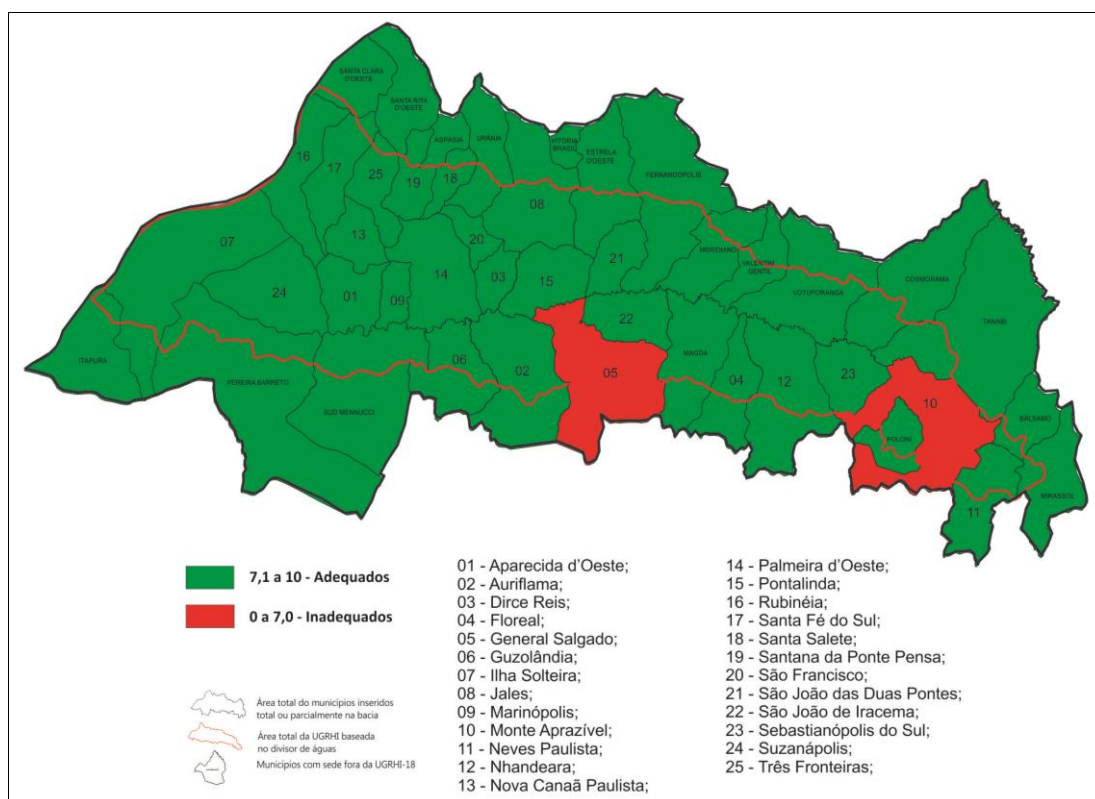 SANTA CLARA
D'OESTE
SANTA RITA
D'OESTE
ASPÁSIA
URÂNIA
VITORIA
BRASIL
ESTRELA
D'OESTE
FERNANDÓPOLIS
16
17
25
19
18
08
07
13
20
14
03
15
21
MERIDIANO
VALENTIM
GENTIL
VOTUPORANGA
COSMORAMA
TANABI
24
01
09
22
ITAPURA
PEREIRA BARRETO
SUD MENNUCCI
06
02
05
MAGDA
04
12
23
10
POLONI
BÁLSAMO
MIRASSOL
11
7,1 a 10 - Adequados
0 a 7,0 - Inadequados
Área total do municípios inseridos
total ou parcialmente na bacia
Área total da UGRHI baseada
no divisor de águas
Municípios com sede fora da UGRHI-18
01 - Aparecida d'Oeste;
02 - Auriflama;
03 - Dirce Reis;
04 - Floreal;
05 - General Salgado;
06 - Guzolândia;
07 - Ilha Solteira;
08 - Jales;
09 - Marinópolis;
10 - Monte Aprazível;
11 - Neves Paulista;
12 - Nhandeara;
13 - Nova Canaã Paulista;
14 - Palmeira d'Oeste;
15 - Pontalinda;
16 - Rubinéia;
17 - Santa Fé do Sul;
18 - Santa Salete;
19 - Santana da Ponte Pensa;
20 - São Francisco;
21 - São João das Duas Pontes;
22 - São João de Iracema;
23 - Sebastianópolis do Sul;
24 - Suzanápolis;
25 - Três Fronteiras;